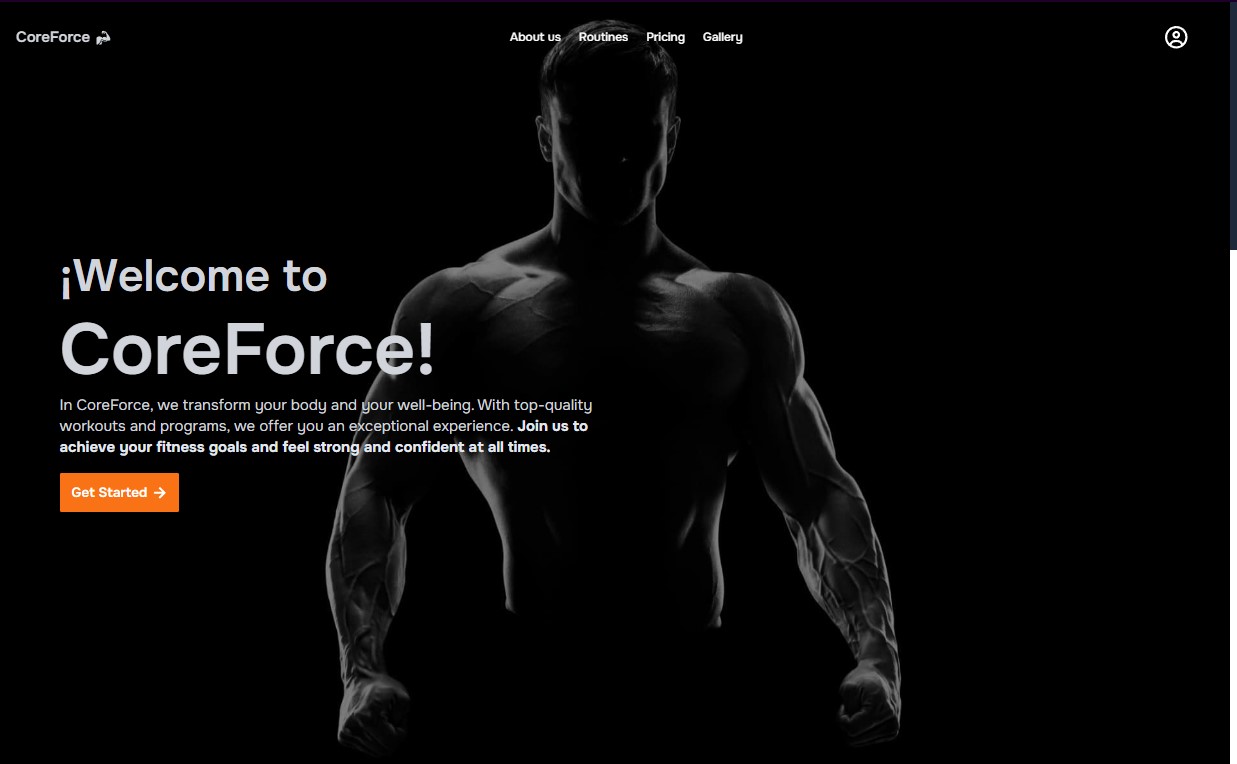 CoreForce
About us Routines Pricing Gallery
¡Welcome to
CoreForce!
In CoreForce, we transform your body and your well-being. With top-quality
workouts and programs, we offer you an exceptional experience. Join us to
achieve your fitness goals and feel strong and confident at all times.
Get Started →